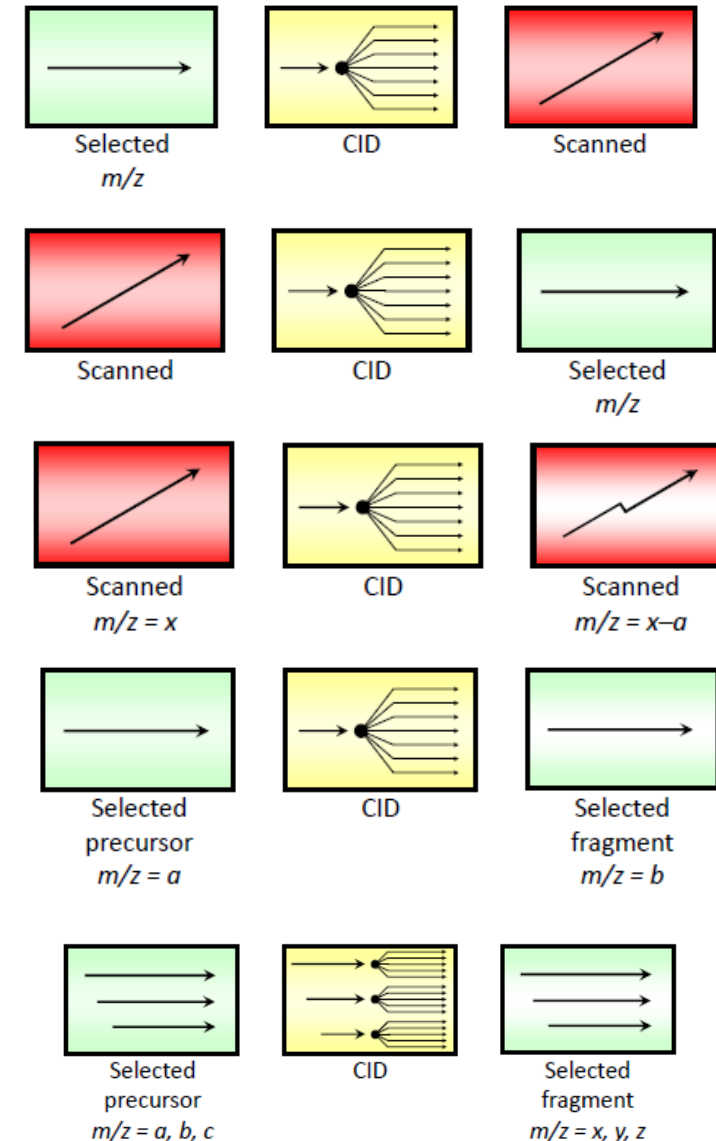 Selected CID Scanned
m/z
Scanned CID Selected
m/z
Scanned CID Scanned
m/z = x m/z = x–a
Selected CID Selected
precursor fragment
m/z = a m/z = b
Selected CID Selected
precursor fragment
m/z = a, b, c m/z = x, y, z